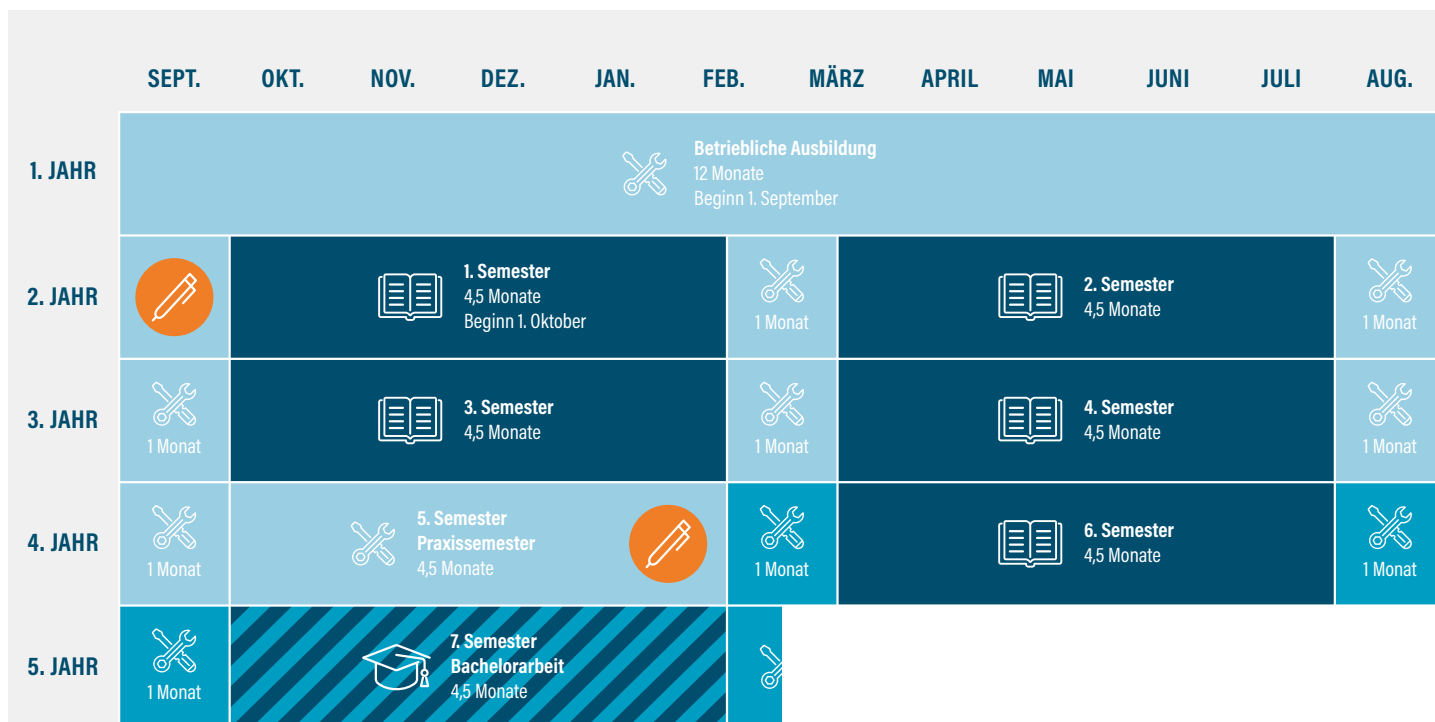 SEPT. OKT. NOV. DEZ. JAN. FEB. MÄRZ APRIL MAI JUNI JULI AUG.
1. JAHR
Betriebliche Ausbildung
12 Monate
Beginn 1. September
2. JAHR
1. Semester
4,5 Monate
Beginn 1. Oktober
1 Monat
2. Semester
4,5 Monate
1 Monat
3. JAHR
1 Monat
3. Semester
4,5 Monate
1 Monat
4. Semester
4,5 Monate
1 Monat
4. JAHR
1 Monat
5. Semester
Praxissemester
4,5 Monate
1 Monat
6. Semester
4,5 Monate
1 Monat
5. JAHR
1 Monat
7. Semester
Bachelorarbeit
4,5 Monate